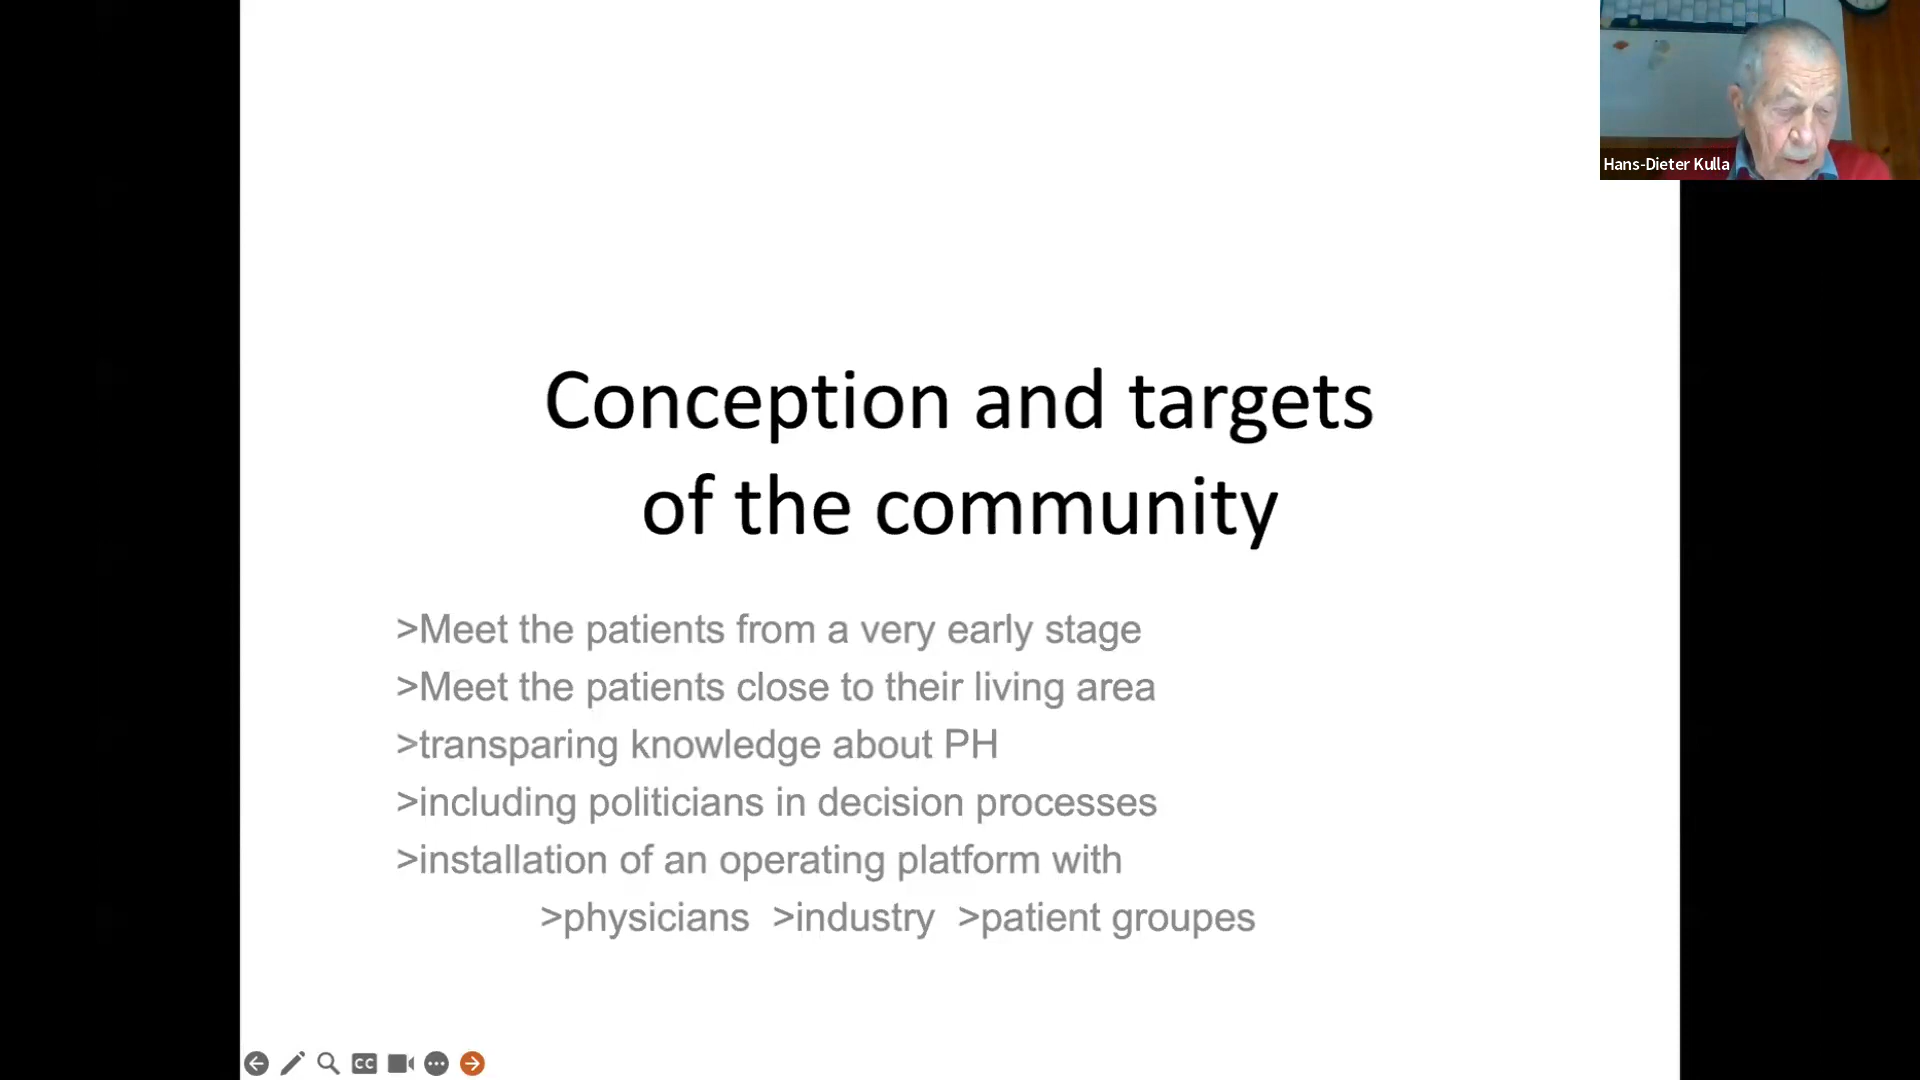 Hans-Dieter Kulla
Conception and targets
of the community
>Meet the patients from a very early stage
>Meet the patients close to their living area
>transparing knowledge about PH
>including politicians in decision processes
>installation of an operating platform with
>physicians >industry >patient groupes
CC